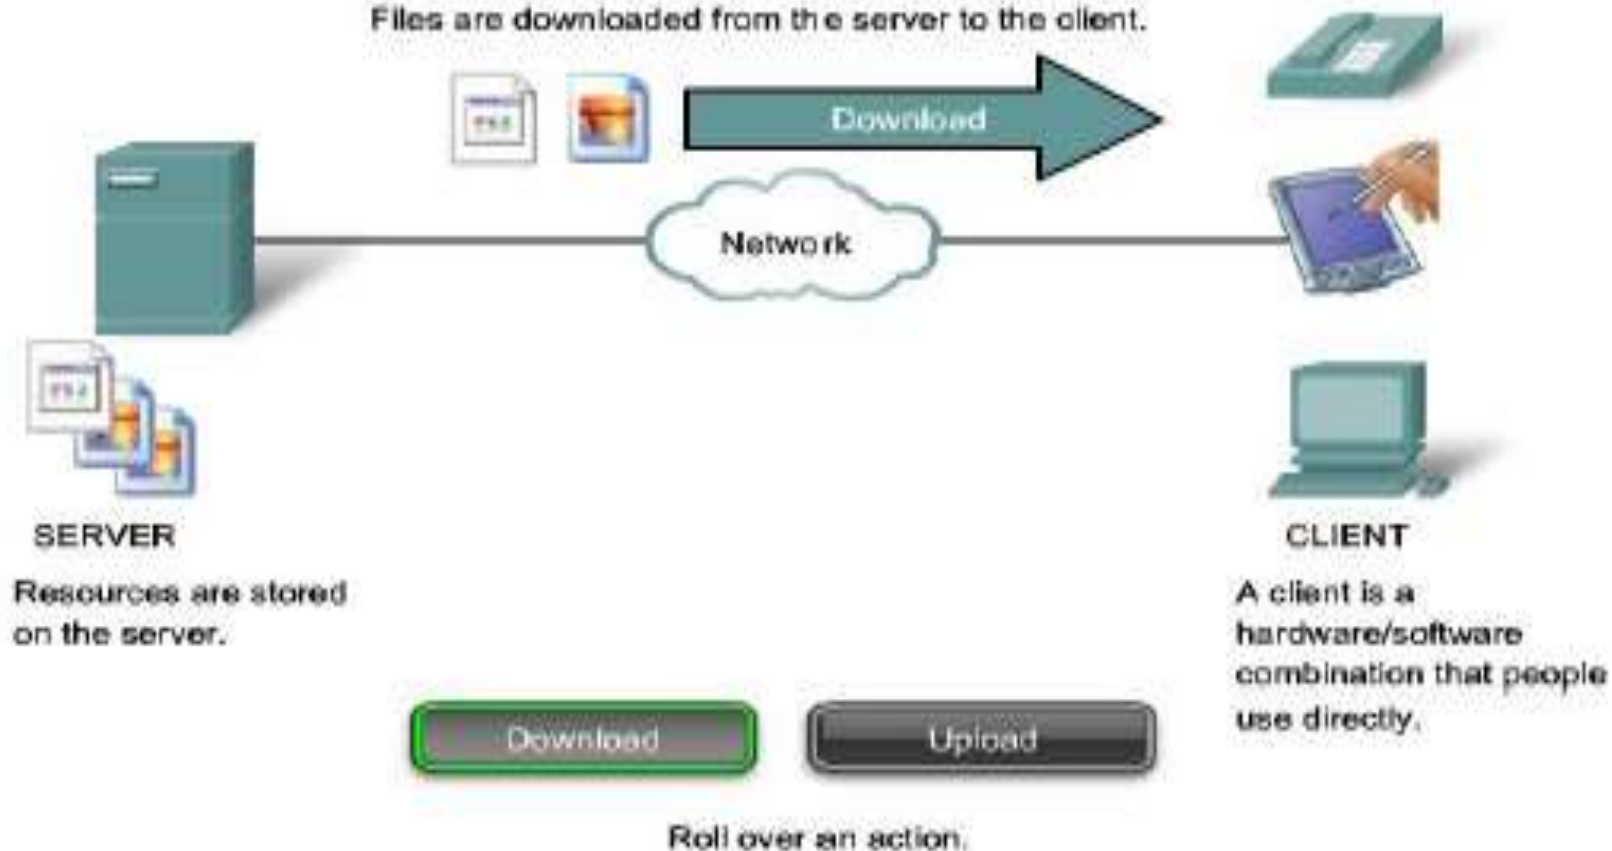 Files are downloaded from the server to the client.
Download
Network
SERVER
Resources are stored
on the server.
CLIENT
A client is a
hardware/software
combination that people
use directly.
Download
Upload
Roll over an action.